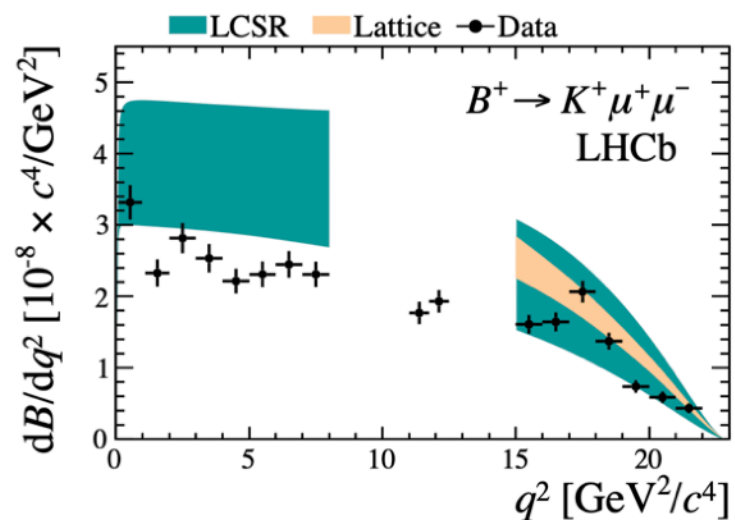 LCSR Lattice Data
dB/dq² [10⁻⁸ × c⁴/GeV²]
5
4
3
2
1
0
B⁺ → K⁺μ⁺μ⁻
LHCb
0 5 10 15 20
q² [GeV²/c⁴]